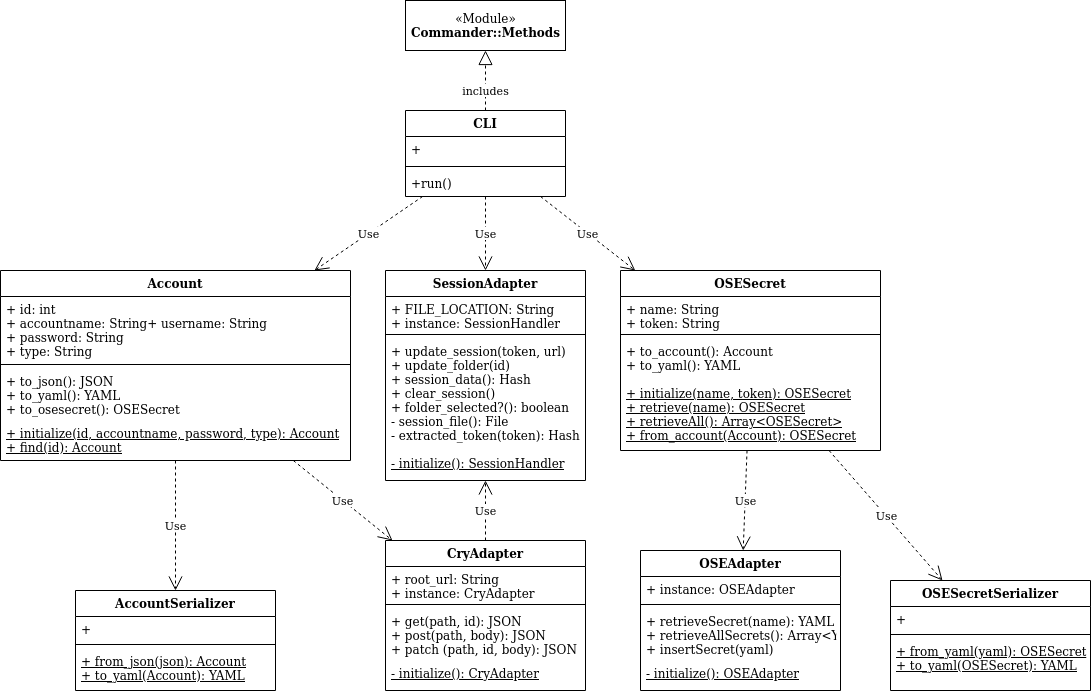 «Module»
Commander::Methods
includes
CLI
+
+run()
Use
Use
Use
Account
+ id: int
+ accountname: String+ username: String
+ password: String
+ type: String
+ to_json(): JSON
+ to_yaml(): YAML
+ to_osesecret(): OSESecret
+ initialize(id, accountname, password, type): Account
+ find(id): Account
SessionAdapter
+ FILE_LOCATION: String
+ instance: SessionHandler
+ update_session(token, url)
+ update_folder(id)
+ session_data(): Hash
+ clear_session()
+ folder_selected?(): boolean
- session_file(): File
- extracted_token(token): Hash
- initialize(): SessionHandler
OSESecret
+ name: String
+ token: String
+ to_account(): Account
+ to_yaml(): YAML
+ initialize(name, token): OSESecret
+ retrieve(name): OSESecret
+ retrieveAll(): Array<OSESecret>
+ from_account(Account): OSESecret
Use
Use
Use
Use
Use
AccountSerializer
+
+ from_json(json): Account
+ to_yaml(Account): YAML
CryAdapter
+ root_url: String
+ instance: CryAdapter
+ get(path, id): JSON
+ post(path, body): JSON
+ patch (path, id, body): JSON
- initialize(): CryAdapter
OSEAdapter
+ instance: OSEAdapter
+ retrieveSecret(name): YAML
+ retrieveAllSecrets(): Array<Y
+ insertSecret(yaml)
- initialize(): OSEAdapter
OSESecretSerializer
+
+ from_yaml(yaml): OSESecret
+ to_yaml(OSESecret): YAML